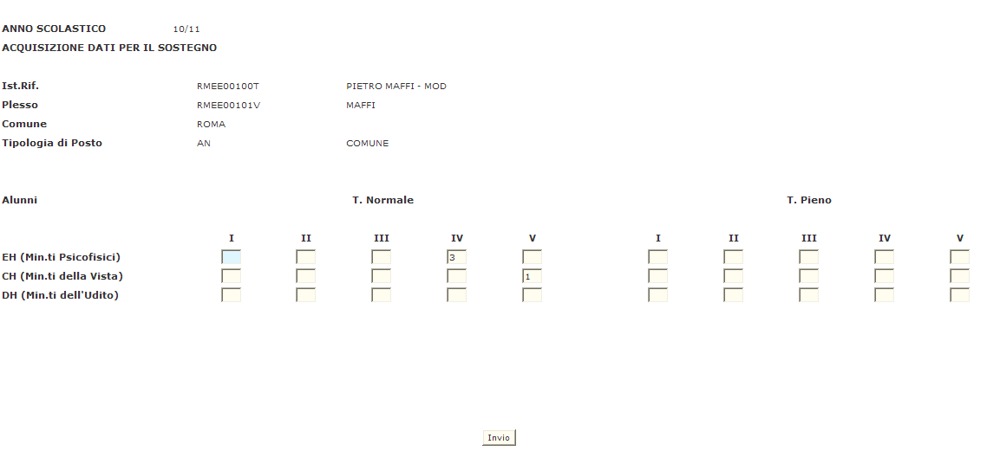 ANNO SCOLASTICO 10/11
ACQUISIZIONE DATI PER IL SOSTEGNO
Ist.Rif. RMEE00100T PIETRO MAFFI - MOD
Plesso RMEE00101V MAFFI
Comune ROMA
Tipologia di Posto AN COMUNE
Alunni T. Normale T. Pieno
I II III IV V I II III IV V
EH (Min.ti Psicofisici) 3
CH (Min.ti della Vista) 1
DH (Min.ti dell'Udito)
Invio